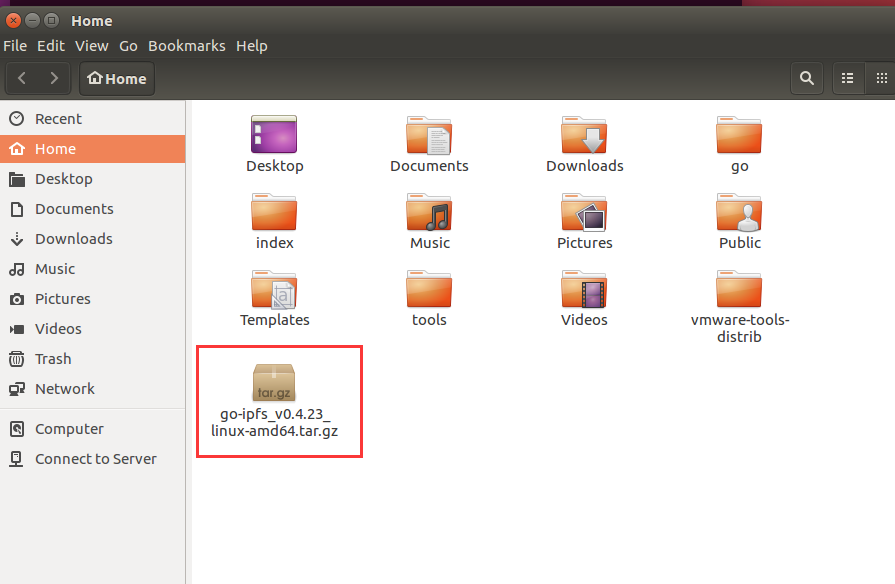 Home
File Edit View Go Bookmarks Help
Home
Recent
Home
Desktop
Documents
Downloads
Music
Pictures
Videos
Trash
Network
Computer
Connect to Server
Desktop
Documents
Downloads
go
index
Music
Pictures
Public
Templates
tools
Videos
vmware-tools-
distrib
tar.gz
go-ipfs_v0.4.23_
linux-amd64.tar.gz